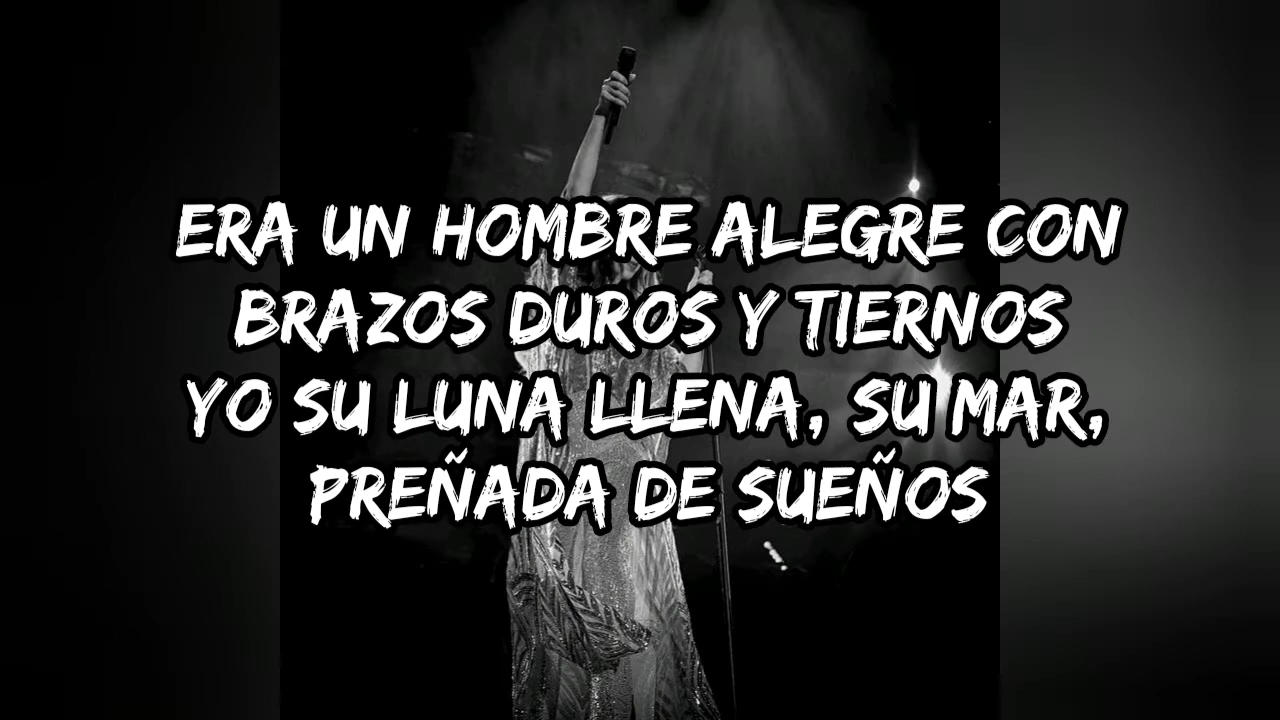 ERA UN HOMBRE ALEGRE CON
BRAZOS DUROS Y TIERNOS
YO SU LUNA LLENA, SU MAR,
PREÑADA DE SUEÑOS